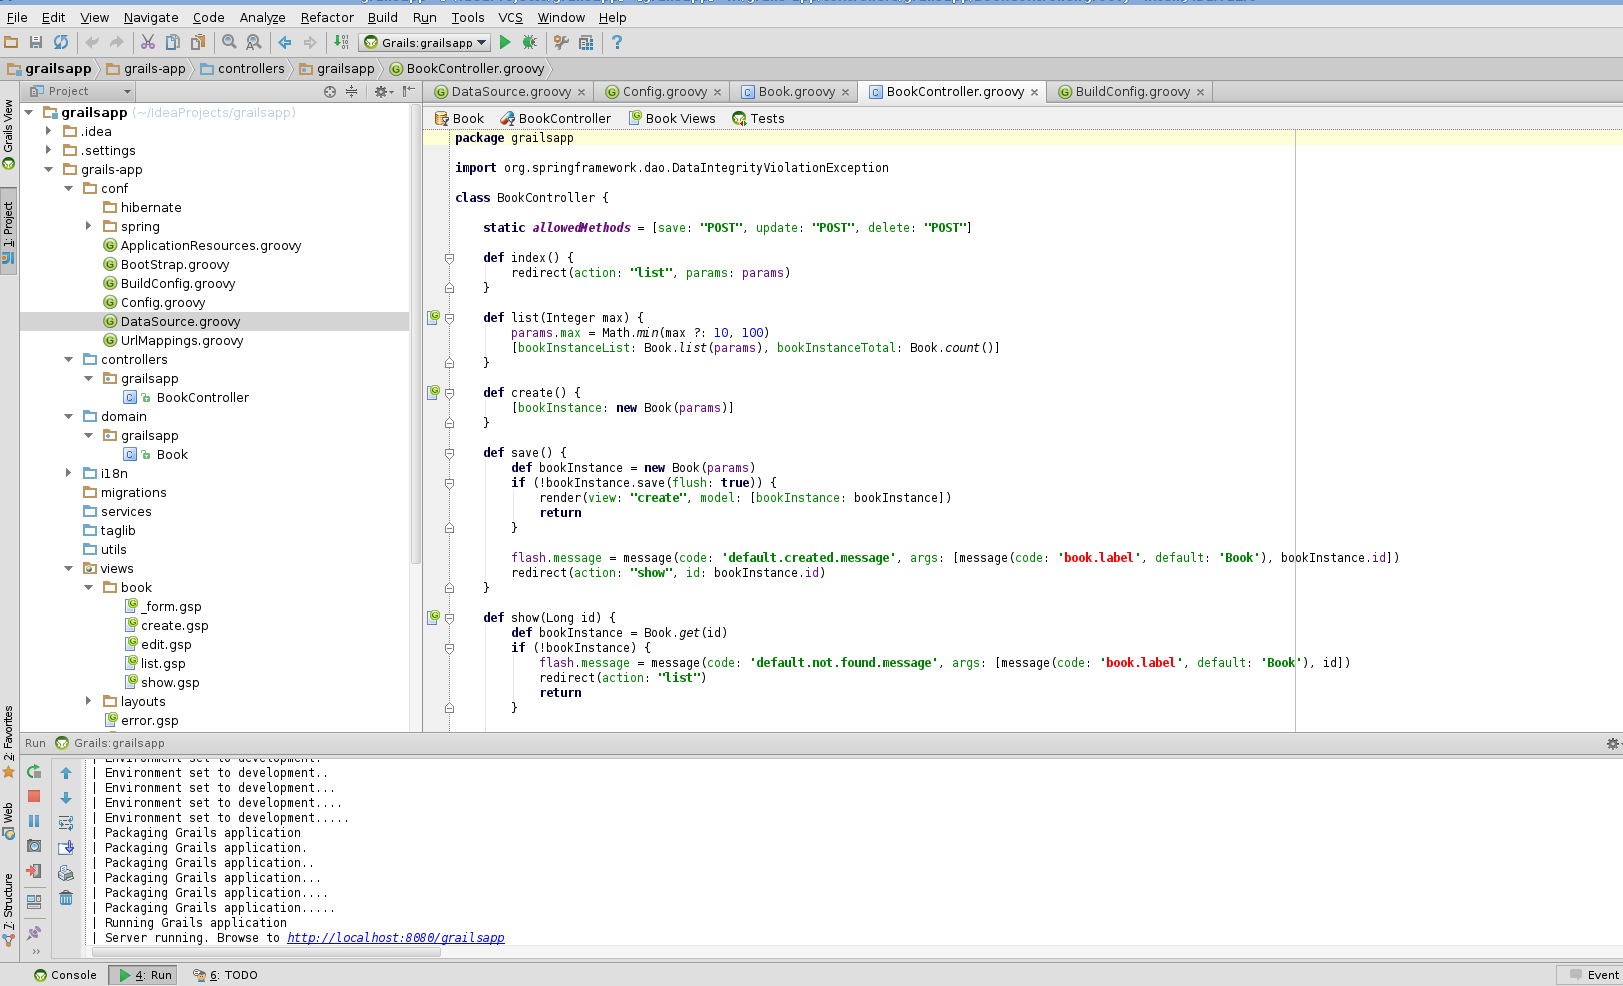 File Edit View Navigate Code Analyze Refactor Build Run Tools VCS Window Help
Grails:grailsapp
grailsapp grails-app controllers grailsapp BookController.groovy
Project
DataSource.groovy Config.groovy Book.groovy BookController.groovy BuildConfig.groovy
Book BookController Book Views Tests
Grails View
1: Project
2: Favorites
Web
7: Structure
grailsapp (~/IdeaProjects/grailsapp)
.idea
.settings
grails-app
conf
hibernate
spring
ApplicationResources.groovy
BootStrap.groovy
BuildConfig.groovy
Config.groovy
DataSource.groovy
UrlMappings.groovy
controllers
grailsapp
BookController
domain
grailsapp
Book
i18n
migrations
services
taglib
utils
views
book
_form.gsp
create.gsp
edit.gsp
list.gsp
show.gsp
layouts
error.gsp
package grailsapp
import org.springframework.dao.DataIntegrityViolationException
class BookController {
static allowedMethods = [save: "POST", update: "POST", delete: "POST"]
def index() {
redirect(action: "list", params: params)
}
def list(Integer max) {
params.max = Math.min(max ?: 10, 100)
[bookInstanceList: Book.list(params), bookInstanceTotal: Book.count()]
}
def create() {
[bookInstance: new Book(params)]
}
def save() {
def bookInstance = new Book(params)
if (!bookInstance.save(flush: true)) {
render(view: "create", model: [bookInstance: bookInstance])
return
}
flash.message = message(code: 'default.created.message', args: [message(code: 'book.label', default: 'Book'), bookInstance.id])
redirect(action: "show", id: bookInstance.id)
}
def show(Long id) {
def bookInstance = Book.get(id)
if (!bookInstance) {
flash.message = message(code: 'default.not.found.message', args: [message(code: 'book.label', default: 'Book'), id])
redirect(action: "list")
return
}
Run Grails:grailsapp
| Environment set to development.
| Environment set to development..
| Environment set to development...
| Environment set to development....
| Environment set to development.....
| Packaging Grails application
| Packaging Grails application.
| Packaging Grails application..
| Packaging Grails application...
| Packaging Grails application....
| Packaging Grails application.....
| Running Grails application
| Server running. Browse to http://localhost:8080/grailsapp
Console 4: Run 6: TODO Event